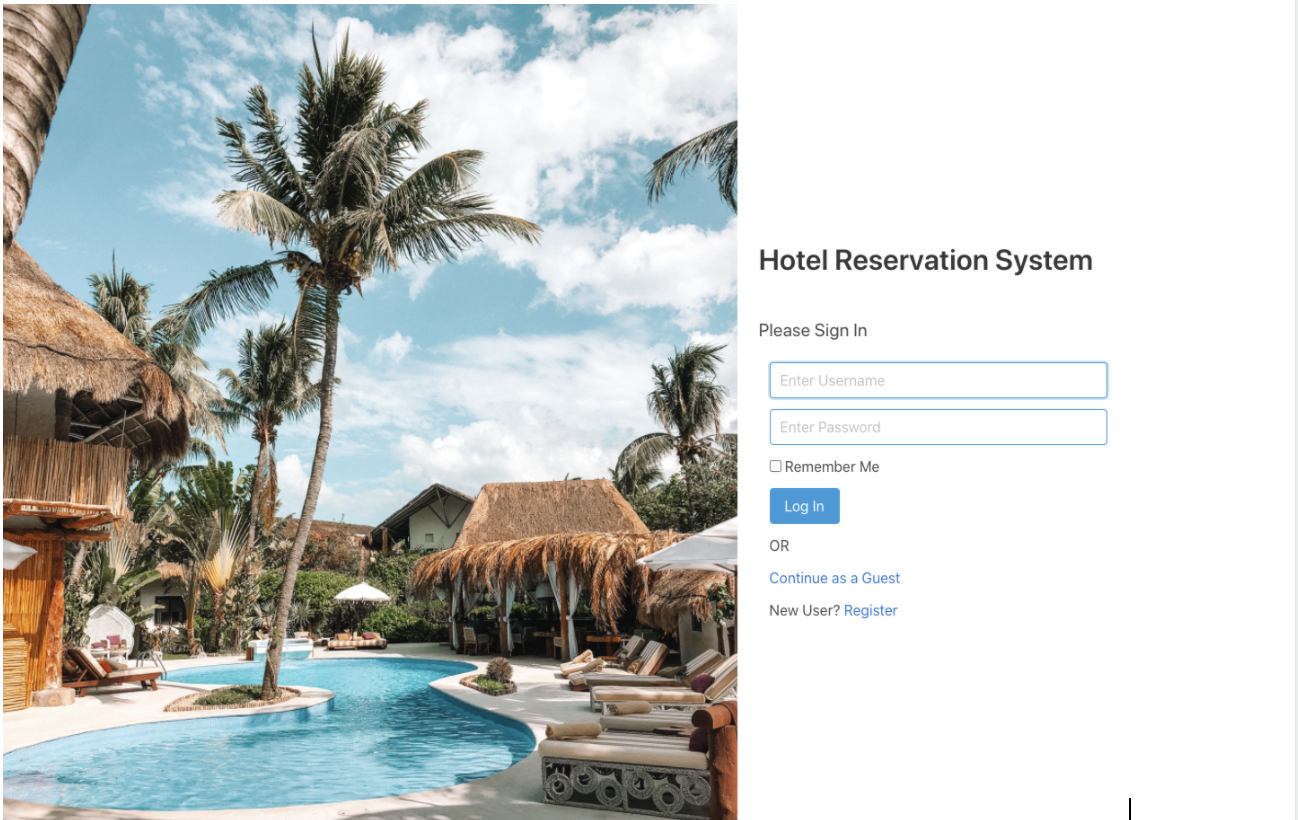 Hotel Reservation System
Please Sign In
Enter Username
Enter Password
Remember Me
Log In
OR
Continue as a Guest
New User? Register